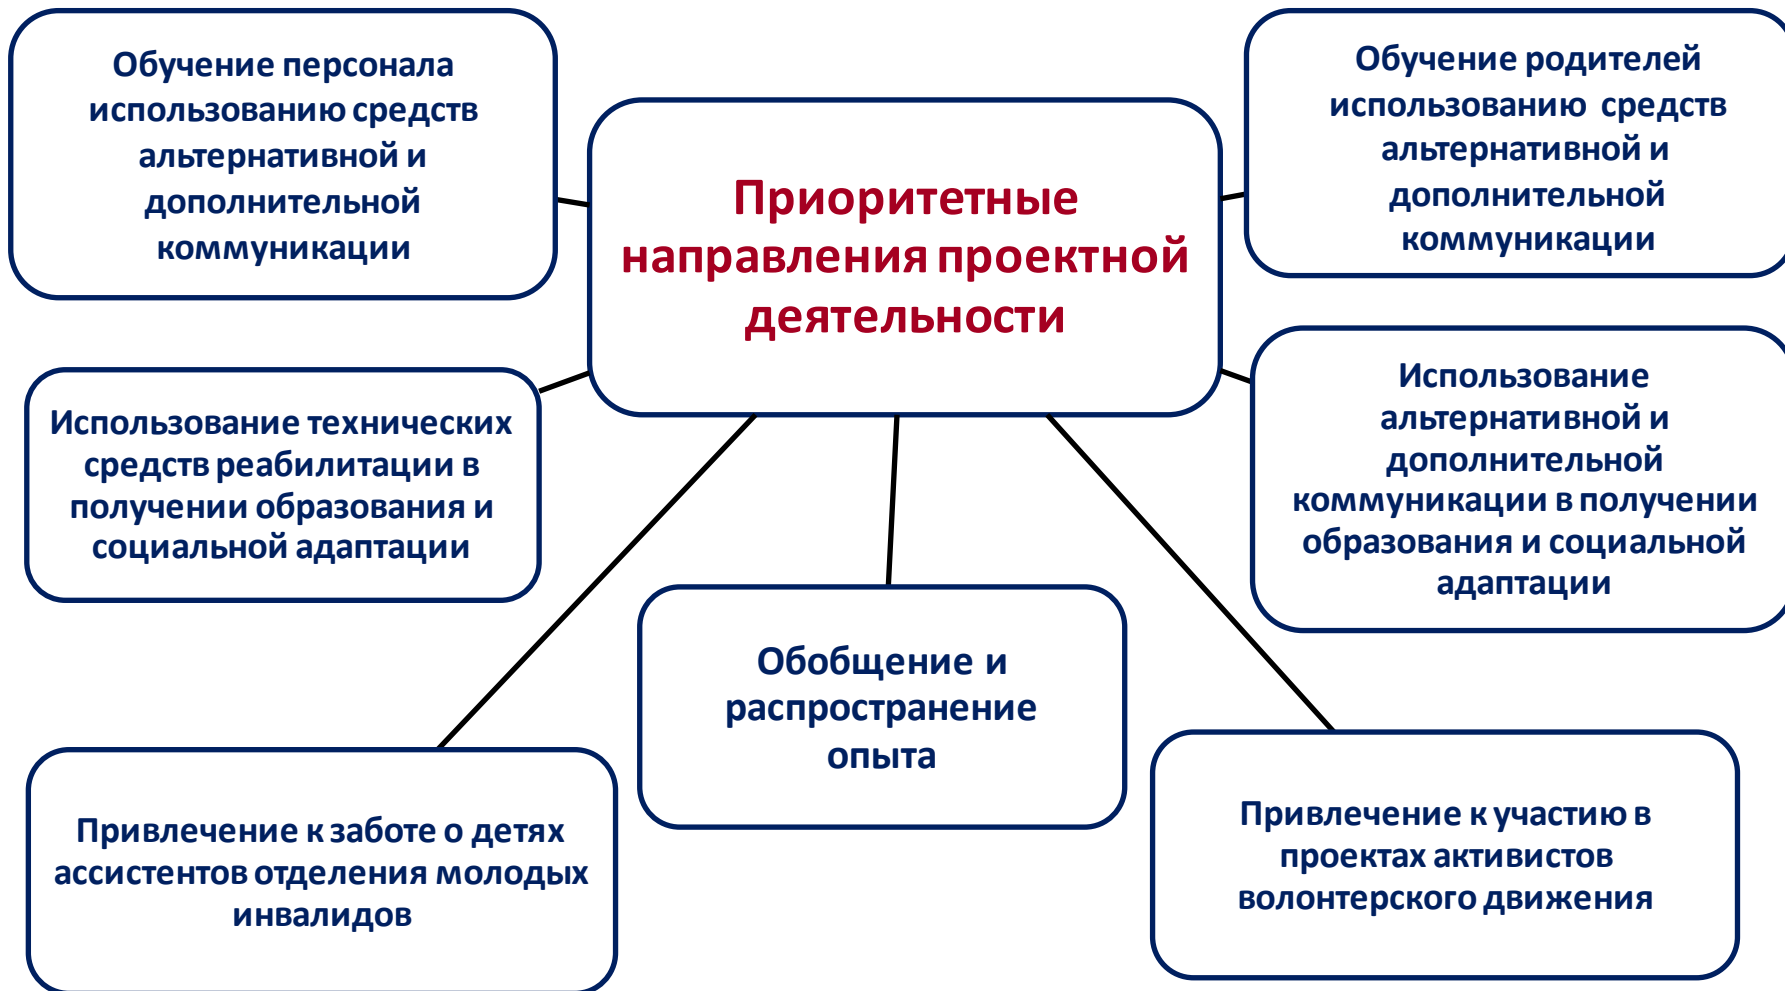 Обучение персонала
использованию средств
альтернативной и
дополнительной
коммуникации
Приоритетные
направления проектной
деятельности
Обучение родителей
использованию средств
альтернативной и
дополнительной
коммуникации
Использование технических
средств реабилитации в
получении образования и
социальной адаптации
Использование
альтернативной и
дополнительной
коммуникации в получении
образования и социальной
адаптации
Обобщение и
распространение
опыта
Привлечение к заботе о детях
ассистентов отделения молодых
инвалидов
Привлечение к участию в
проектах активистов
волонтерского движения